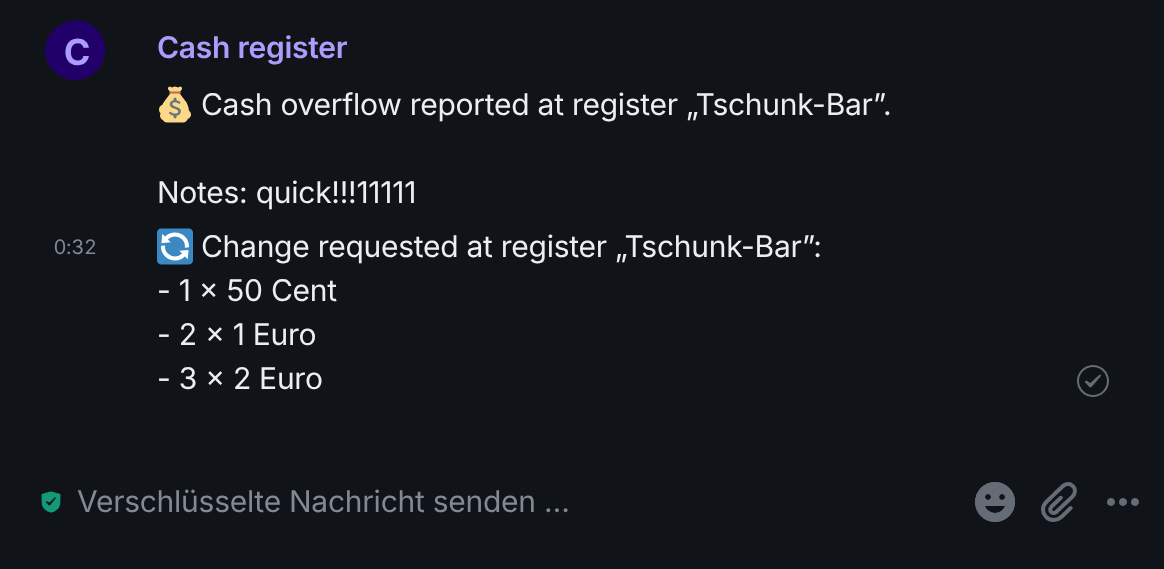 C
Cash register
💰 Cash overflow reported at register „Tschunk-Bar”.
Notes: quick!!!11111
0:32
🔄 Change requested at register „Tschunk-Bar”:
- 1 × 50 Cent
- 2 × 1 Euro
- 3 × 2 Euro
Verschlüsselte Nachricht senden …